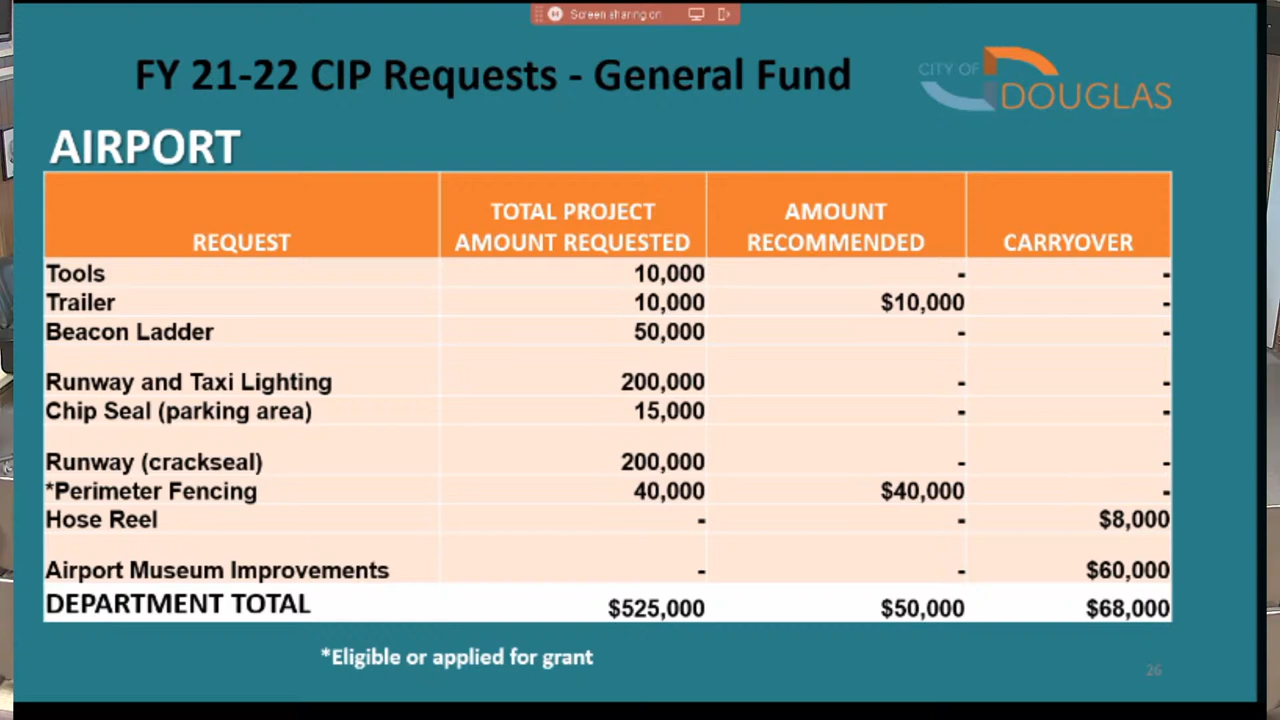 Screen sharing on
FY 21-22 CIP Requests - General Fund
CITY OF
DOUGLAS
AIRPORT
REQUEST TOTAL PROJECT AMOUNT REQUESTED AMOUNT RECOMMENDED CARRYOVER
Tools 10,000 - -
Trailer 10,000 $10,000 -
Beacon Ladder 50,000 - -
Runway and Taxi Lighting 200,000 - -
Chip Seal (parking area) 15,000 - -
Runway (crackseal) 200,000 - -
*Perimeter Fencing 40,000 $40,000 -
Hose Reel - - $8,000
Airport Museum Improvements - - $60,000
DEPARTMENT TOTAL $525,000 $50,000 $68,000
*Eligible or applied for grant
26